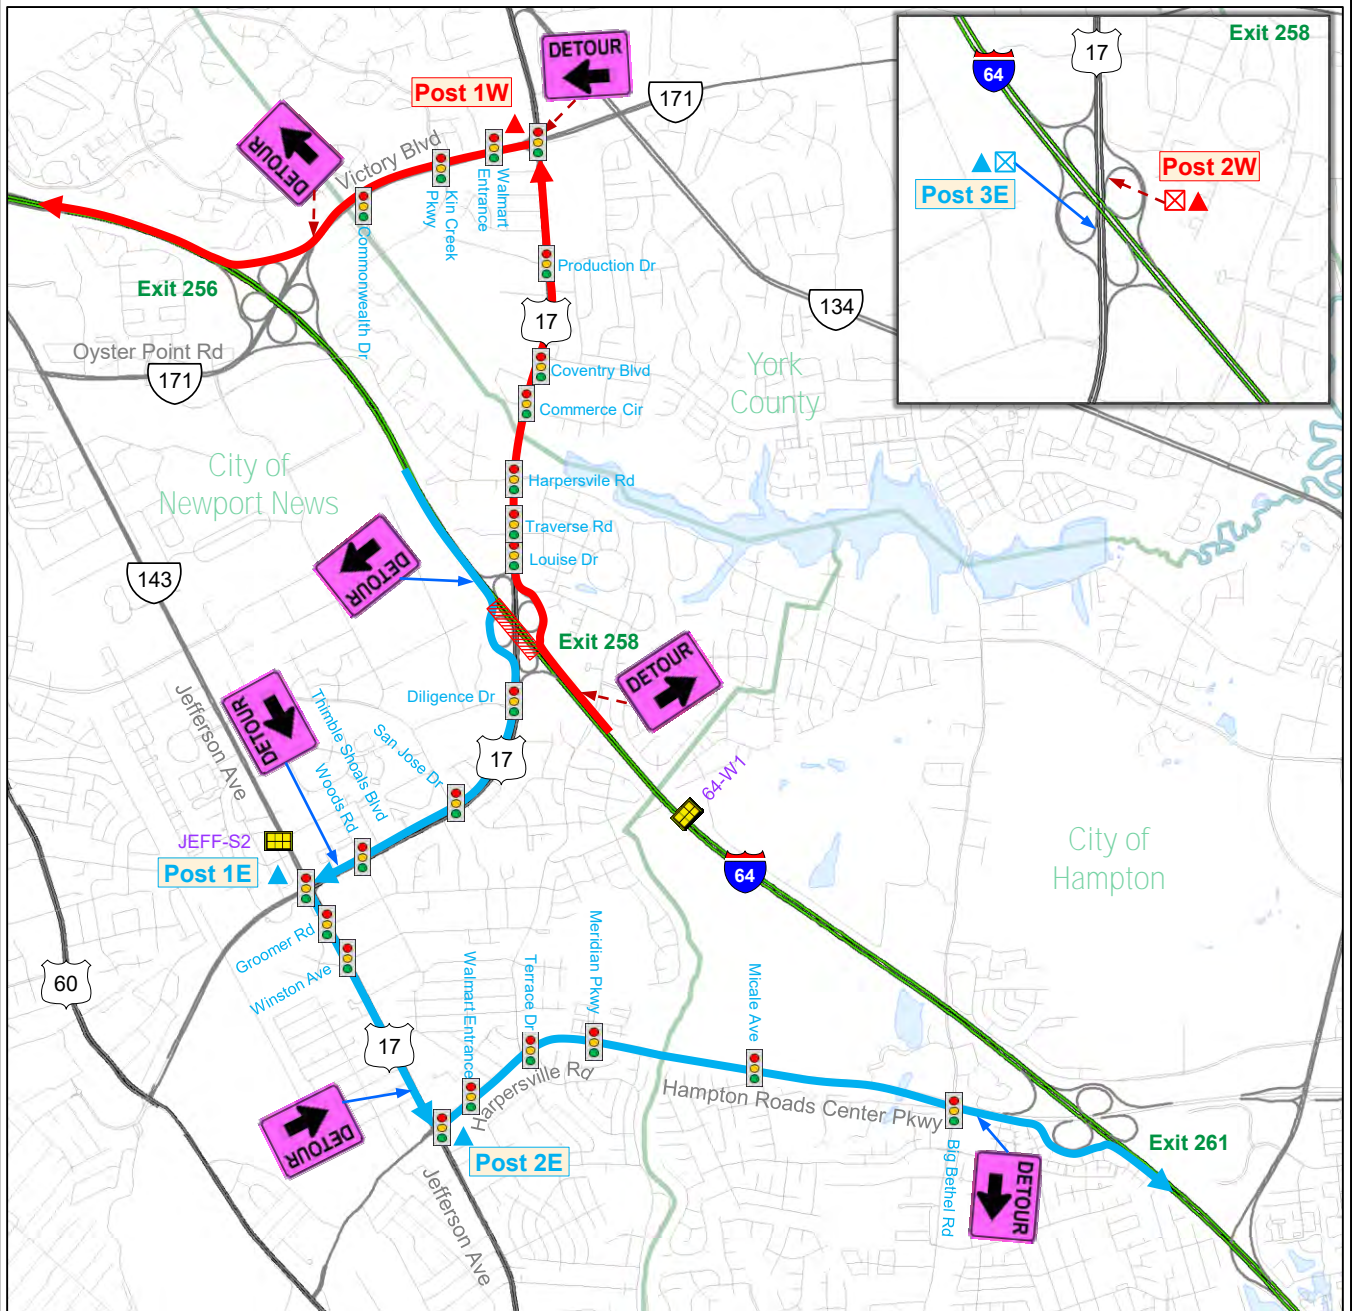 DETOUR
Post 1W
171
DETOUR
Victory Blvd
Walmart
Entrance
Kin Creek
Pkwy
Commonwealth Dr
Production Dr
Exit 256
17
134
Oyster Point Rd
171
Coventry Blvd
Commerce Cir
York
County
City of
Newport News
Harpersvile Rd
Traverse Rd
Louise Dr
DETOUR
143
Exit 258
DETOUR
Diligence Dr
DETOUR
Thimble Shoals Blvd
Woods Rd
San Jose Dr
17
Jefferson Ave
64-W1
JEFF-S2
Post 1E
64
City of
Hampton
Groomer Rd
Winston Ave
60
17
Walmart Entrance
Terrace Dr
Meridian Pkwy
Micale Ave
Harpersville Rd
Hampton Roads Center Pkwy
DETOUR
Post 2E
Jefferson Ave
Big Bethel Rd
DETOUR
Exit 261
Exit 258
64
17
Post 2W
Post 3E